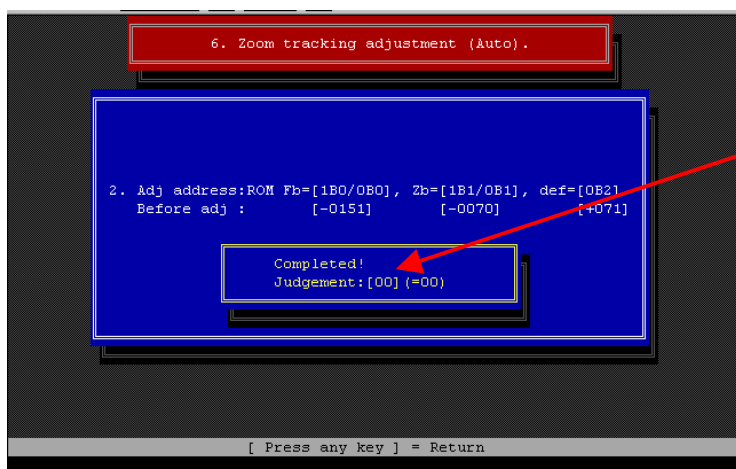 6. Zoom tracking adjustment (Auto).
2. Adj address:ROM Fb=[1B0/0B0], Zb=[1B1/0B1], def=[0B2]
Before adj : [-0151] [-0070] [+071]
Completed!
Judgement:[00](=00)
[ Press any key ] = Return